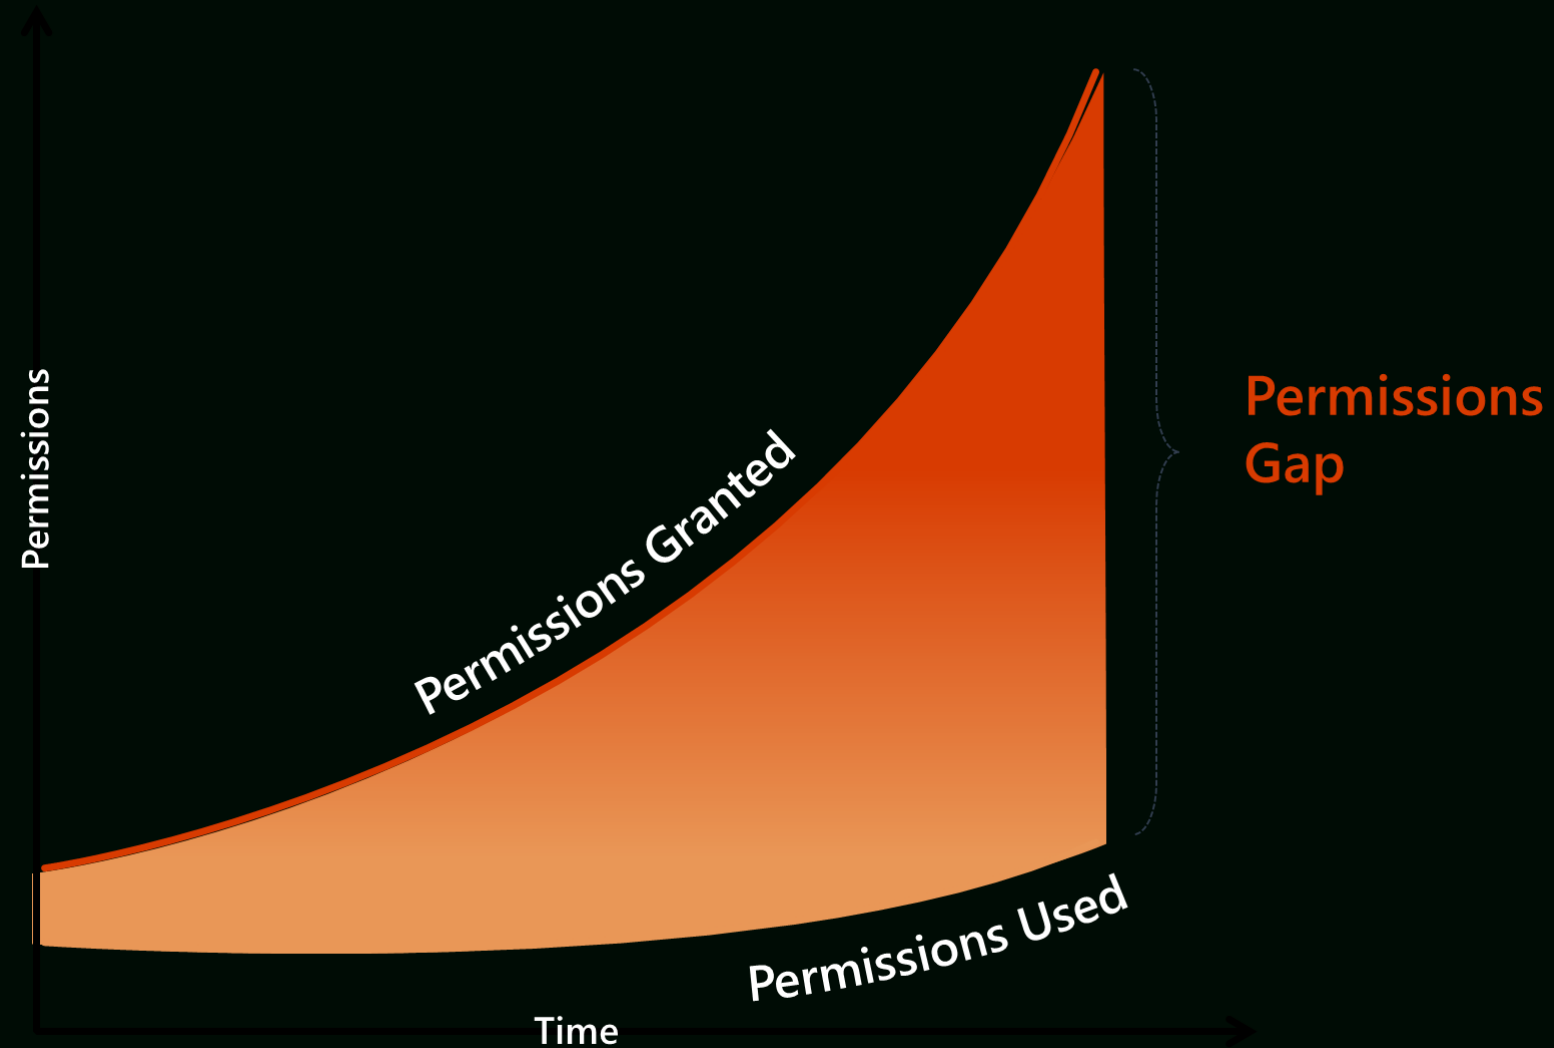 Permissions
Permissions Granted
Permissions
Gap
Permissions Used
Time